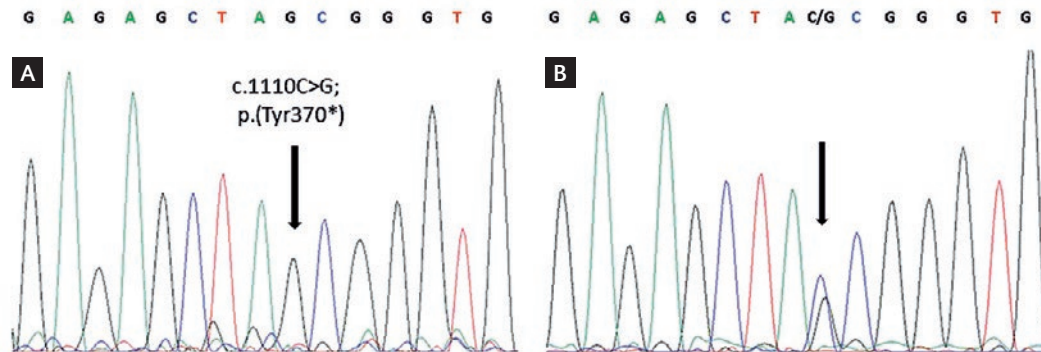 G A G A G C T A G C G G G T G
G A G A G C T A C/G C G G G T G
A
B
c.1110C>G;
p.(Tyr370*)